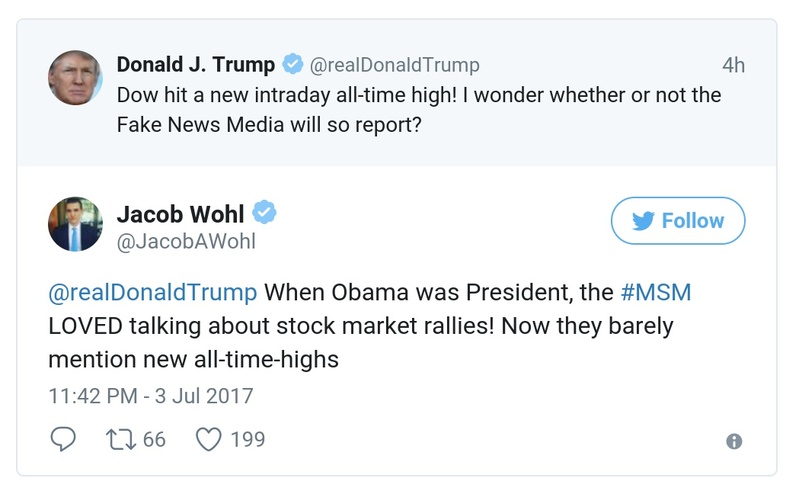 Donald J. Trump @realDonaldTrump 4h
Dow hit a new intraday all-time high! I wonder whether or not the
Fake News Media will so report?
Jacob Wohl
Follow
@JacobAWohl
@realDonaldTrump When Obama was President, the #MSM
LOVED talking about stock market rallies! Now they barely
mention new all-time-highs
11:42 PM - 3 Jul 2017
66 199